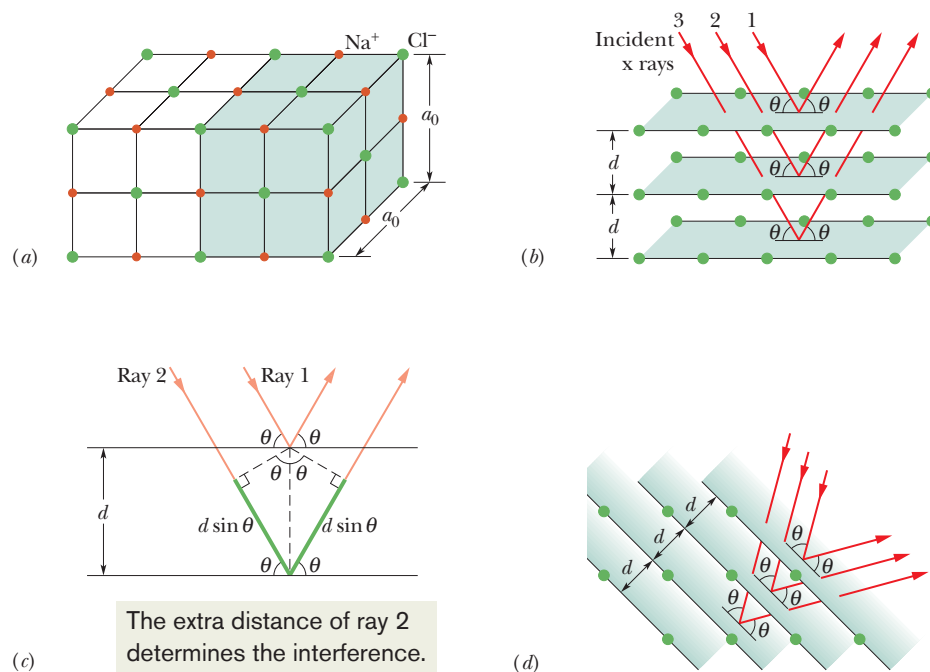 Na⁺ Cl⁻
a₀
a₀
(a)
3 2 1
Incident
x rays
θ θ
θ θ
θ θ
d
d
(b)
Ray 2 Ray 1
θ θ
θ θ
d
d sin θ d sin θ
θ θ
The extra distance of ray 2
determines the interference.
(c)
d
d
d
θ
θ
θ
θ
θ
θ
(d)